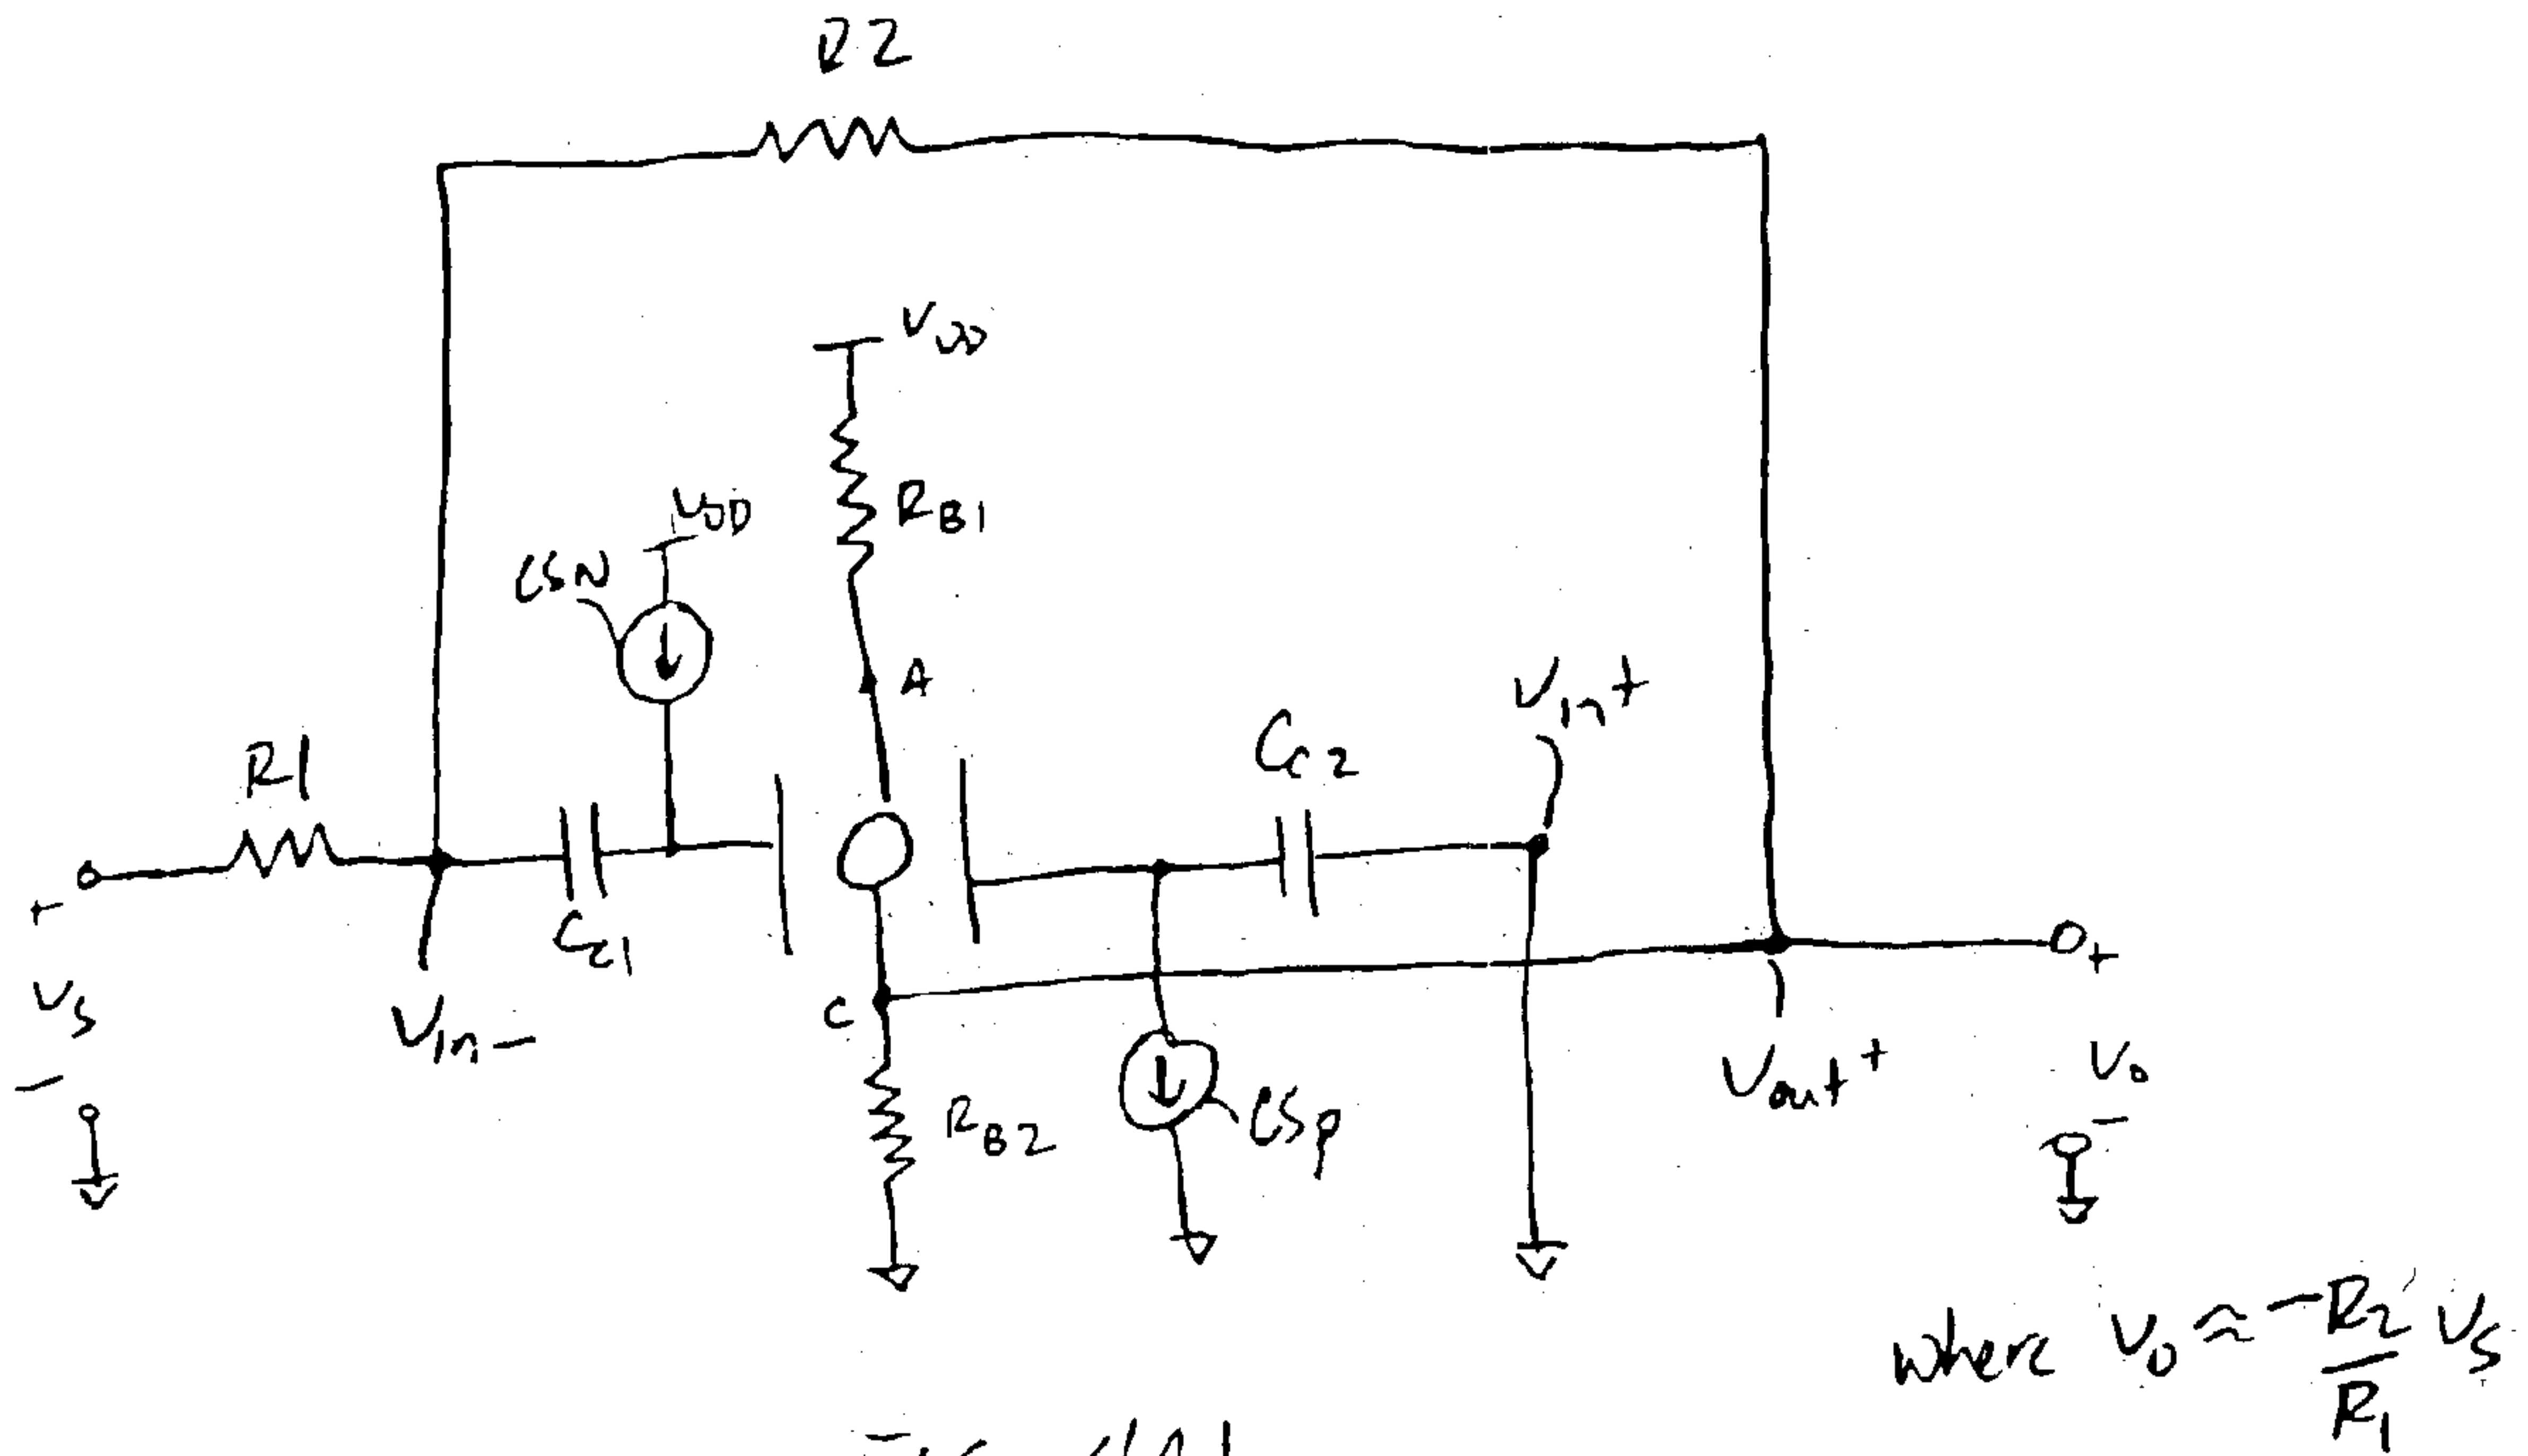 R2
VDD
RB1
VDD
CSN
A
Vin+
CC2
R1
+
CC1
Vs
-
Vin-
C
RB2
CSP
+
Vout+
Vo
-
where Vo ≈ -R2/R1 Vs